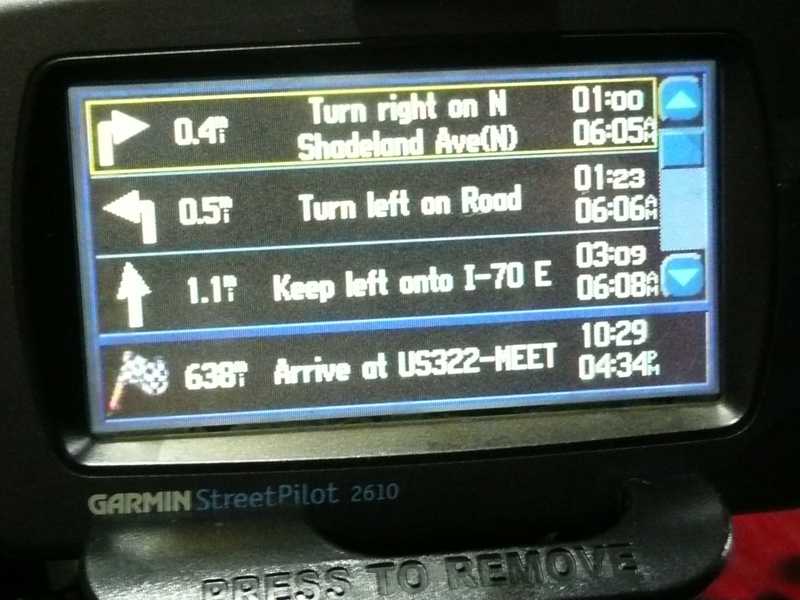 0.4mi Turn right on N Shadeland Ave(N) 01:00 06:05AM
0.5mi Turn left on Road 01:23 06:06AM
1.1mi Keep left onto I-70 E 03:09 06:08AM
638mi Arrive at US322-MEET 10:29 04:34PM
GARMIN StreetPilot 2610
PRESS TO REMOVE